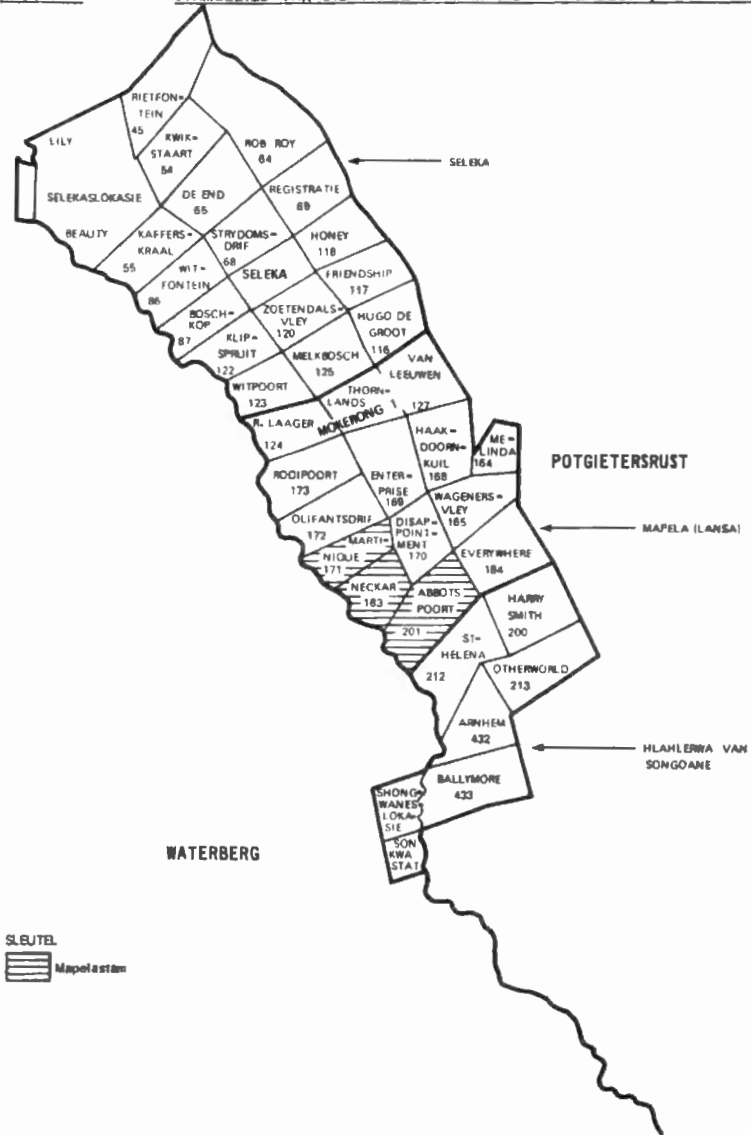 RIETFON-
TEIN
45
LILY
KWIK-
STAART
54
ROB ROY
64
SELEKA
SELEKASLOKASIE
DE END
65
REGISTRATIE
69
BEAUTY
KAFFERS-
KRAAL
55
STRYDOMS-
DRIF
68
HONEY
118
WIT-
FONTEIN
86
SELEKA
FRIENDSHIP
117
BOSCH-
KOP
87
ZOETENDALS-
VLEY
120
HUGO DE
GROOT
116
KLIP-
SPRUIT
122
MELKBOSCH
125
VAN
LEEUWEN
127
WITPOORT
123
THORN-
LANDS
MOKERONG 1
R. LAAGER
124
HAAK-
DOORN-
KUIL
168
ME-
LINDA
164
POTGIETERSRUST
ROOIPOORT
173
ENTER-
PRISE
169
WAGENERS-
VLEY
165
OLIFANTSDRIF
172
DISAP-
POINT-
MENT
170
MAPELA (LANSA)
MARTI-
NIQUE
171
EVERYWHERE
184
NECKAR
183
ABBOTS
POORT
201
HARRY
SMITH
200
ST-
HELENA
212
OTHERWORLD
213
ARNHEM
432
HLAHLERWA VAN
SONGOANE
BALLYMORE
433
SHONG-
WANES-
LOKA-
SIE
SON
KWA
STAT
WATERBERG
SLEUTEL
Mapelastam